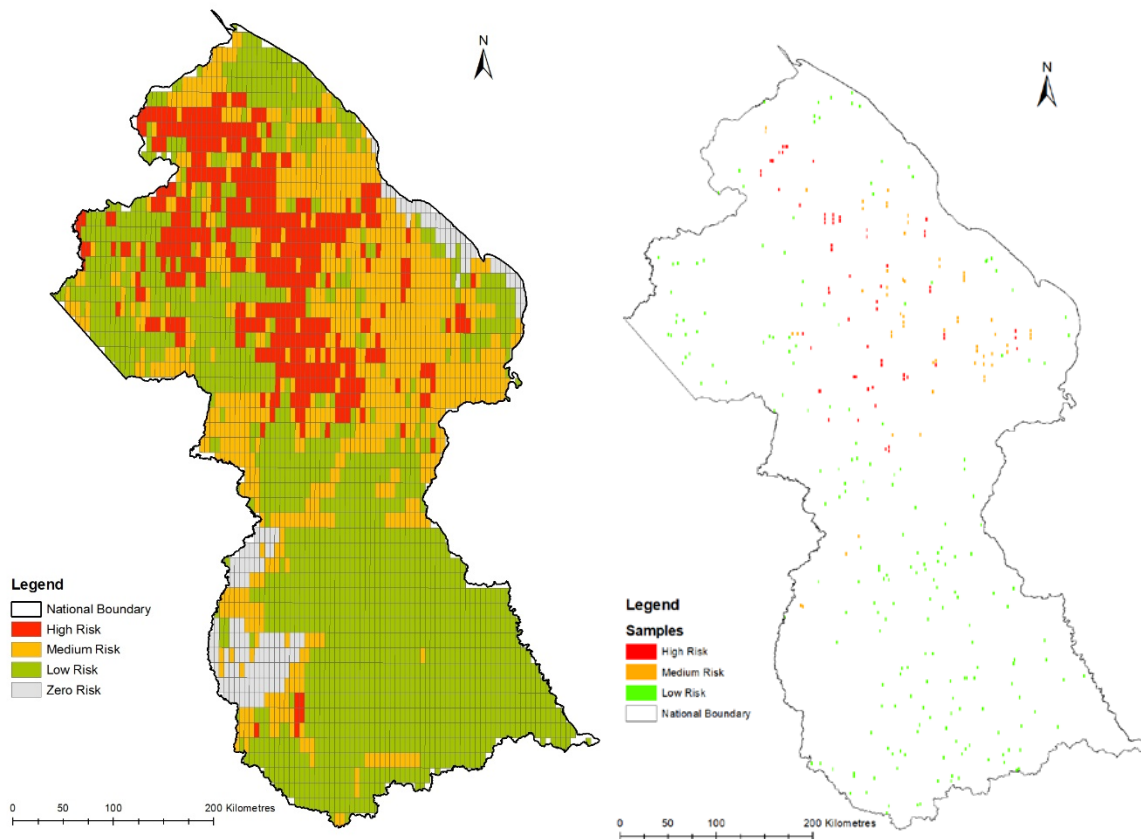 N
Legend
National Boundary
High Risk
Medium Risk
Low Risk
Zero Risk
0 50 100 200 Kilometres
N
Legend
Samples
High Risk
Medium Risk
Low Risk
National Boundary
0 50 100 200 Kilometres